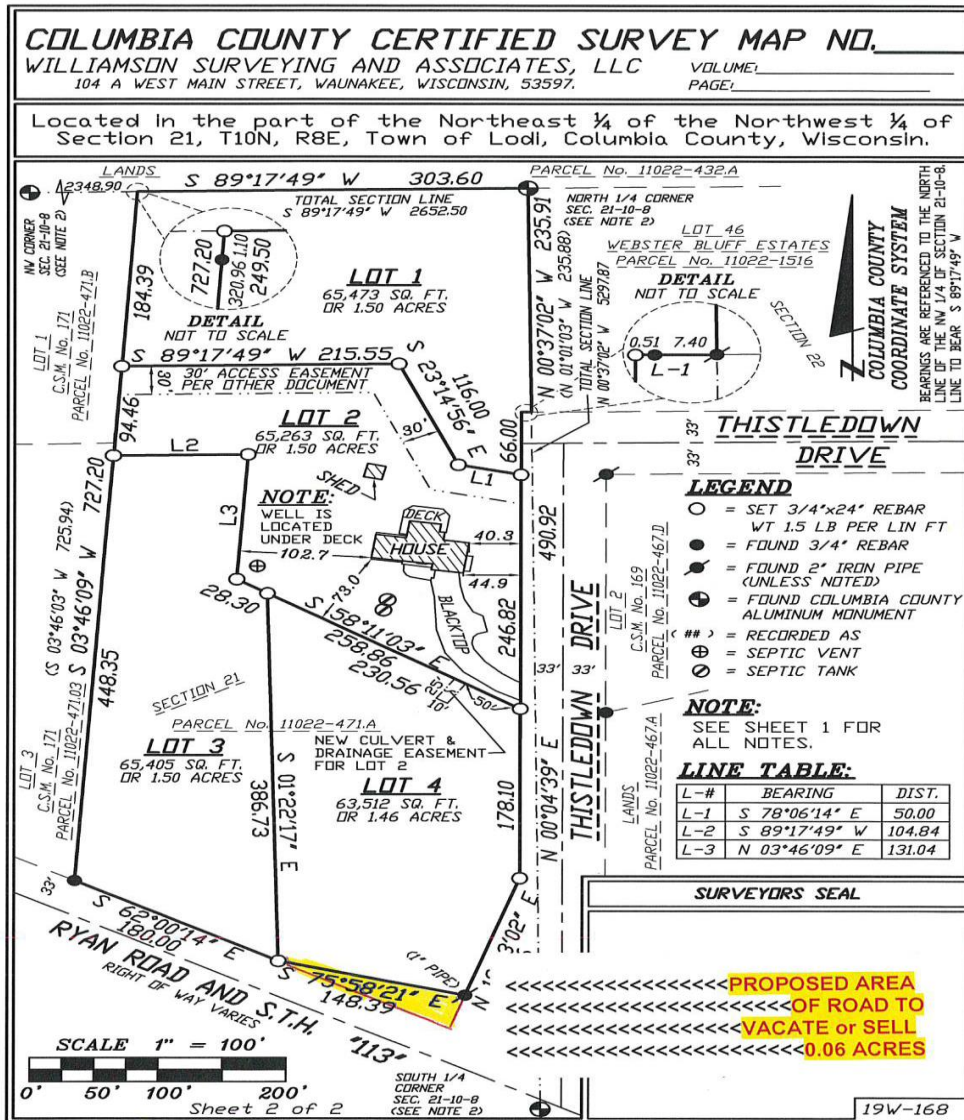 COLUMBIA COUNTY CERTIFIED SURVEY MAP NO.
WILLIAMSON SURVEYING AND ASSOCIATES, LLC
104 A WEST MAIN STREET, WAUNAKEE, WISCONSIN, 53597.
VOLUME:
PAGE:
Located in the part of the Northeast ¼ of the Northwest ¼ of
Section 21, T10N, R8E, Town of Lodi, Columbia County, Wisconsin.
LANDS
S 89°17'49" W 303.60
PARCEL No. 11022-432.A
2348.90
TOTAL SECTION LINE
S 89°17'49" W 2652.50
NORTH 1/4 CORNER
SEC. 21-10-8
(SEE NOTE 2)
NW CORNER
SEC. 21-10-8
(SEE NOTE 2)
727.20
320.96 1.10
249.50
DETAIL
NOT TO SCALE
LOT 1
65,473 SQ. FT.
OR 1.50 ACRES
N 00°37'02" W 235.91
(N 01°01'03" W 235.88)
N 00°37'02" W 5297.87
TOTAL SECTION LINE
LOT 46
WEBSTER BLUFF ESTATES
PARCEL No. 11022-1516
DETAIL
NOT TO SCALE
0.51 7.40
L-1
SECTION 22
COLUMBIA COUNTY
COORDINATE SYSTEM
BEARINGS ARE REFERENCED TO THE NORTH
LINE OF THE NW 1/4 OF SECTION 21-10-8.
LINE TO BEAR S 89°17'49" W
N
184.39
LOT 1
C.S.M. No. 171
PARCEL No. 11022-471.B
S 89°17'49" W 215.55
30'
30' ACCESS EASEMENT
PER OTHER DOCUMENT
S 23°14'56" E
116.00
94.46
L2
LOT 2
65,263 SQ. FT.
OR 1.50 ACRES
30'
L1
66.00
33'
33'
THISTLEDOWN
DRIVE
SHED
NOTE:
WELL IS
LOCATED
UNDER DECK
102.7
L3
DECK
HOUSE
40.3
44.9
73.0
28.30
BLACKTOP
490.92
246.82
33' 33'
THISTLEDOWN DRIVE
LOT 2
C.S.M. No. 169
PARCEL No. 11022-467.D
LEGEND
= SET 3/4"x24" REBAR
WT 1.5 LB PER LIN FT
= FOUND 3/4" REBAR
= FOUND 2" IRON PIPE
(UNLESS NOTED)
= FOUND COLUMBIA COUNTY
ALUMINUM MONUMENT
( ## ) = RECORDED AS
= SEPTIC VENT
= SEPTIC TANK
NOTE:
SEE SHEET 1 FOR
ALL NOTES.
S 58°11'03" E
258.86
230.56
10'
50'
727.20
(S 03°46'03" W 725.94)
S 03°46'09" W
448.35
SECTION 21
PARCEL No. 11022-471.A
LOT 3
65,405 SQ. FT.
OR 1.50 ACRES
NEW CULVERT &
DRAINAGE EASEMENT
FOR LOT 2
LOT 4
63,512 SQ. FT.
OR 1.46 ACRES
S 01°22'17" E
386.73
178.10
N 00°04'39" E
LOT 3
C.S.M. No. 171
PARCEL No. 11022-471.03
LANDS
PARCEL No. 11022-467.A
LINE TABLE:
L-# BEARING DIST.
L-1 S 78°06'14" E 50.00
L-2 S 89°17'49" W 104.84
L-3 N 03°46'09" E 131.04
SURVEYORS SEAL
33'
S 62°00'14" E
180.00
RYAN ROAD AND S.T.H. "113"
RIGHT OF WAY VARIES
S 75°58'21" E
148.39
(1" PIPE)
3'02" E
<<<<<<<<<<<<<<<<<<PROPOSED AREA
<<<<<<<<<<<<<<<<<<<<<<<OF ROAD TO
<<<<<<<<<<<<<<<<<<<VACATE or SELL
<<<<<<<<<<<<<<<<<<<<<<<<0.06 ACRES
SCALE 1" = 100'
0' 50' 100' 200'
Sheet 2 of 2
SOUTH 1/4
CORNER
SEC. 21-10-8
(SEE NOTE 2)
19W-168